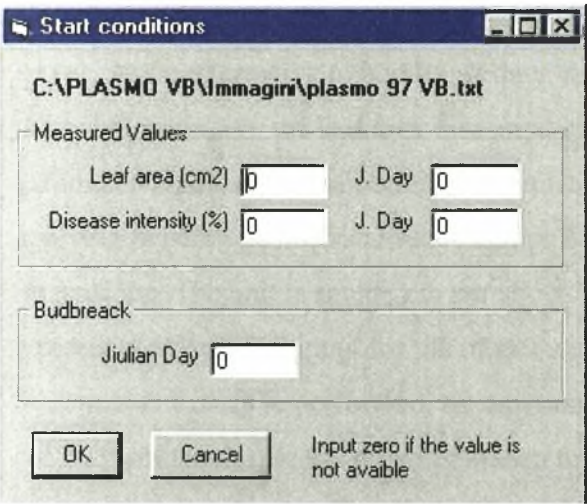 Start conditions
C:\PLASMO VB\Immagini\plasmo 97 VB.txt
Measured Values
Leaf area (cm2) 0 J. Day 0
Disease intensity (%) 0 J. Day 0
Budbreack
Jiulian Day 0
OK Cancel Input zero if the value is
not avaible